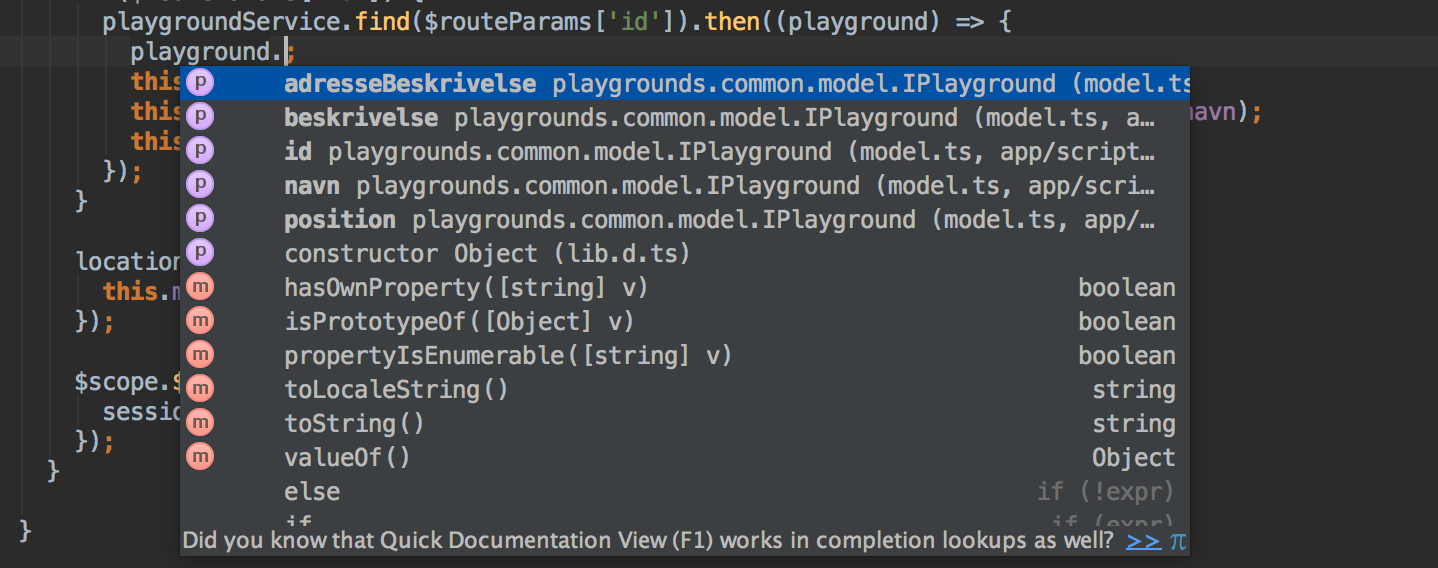 playgroundService.find($routeParams['id']).then((playground) => {
playground.;
this
this navn);
this
});
}
location
this.
});
$scope.$
sessio
});
}
}
p adresseBeskrivelse playgrounds.common.model.IPlayground (model.ts
p beskrivelse playgrounds.common.model.IPlayground (model.ts, a…
p id playgrounds.common.model.IPlayground (model.ts, app/script…
p navn playgrounds.common.model.IPlayground (model.ts, app/scri…
p position playgrounds.common.model.IPlayground (model.ts, app/…
p constructor Object (lib.d.ts)
m hasOwnProperty([string] v) boolean
m isPrototypeOf([Object] v) boolean
m propertyIsEnumerable([string] v) boolean
m toLocaleString() string
m toString() string
m valueOf() Object
else if (!expr)
if if (expr)
Did you know that Quick Documentation View (F1) works in completion lookups as well? >> π